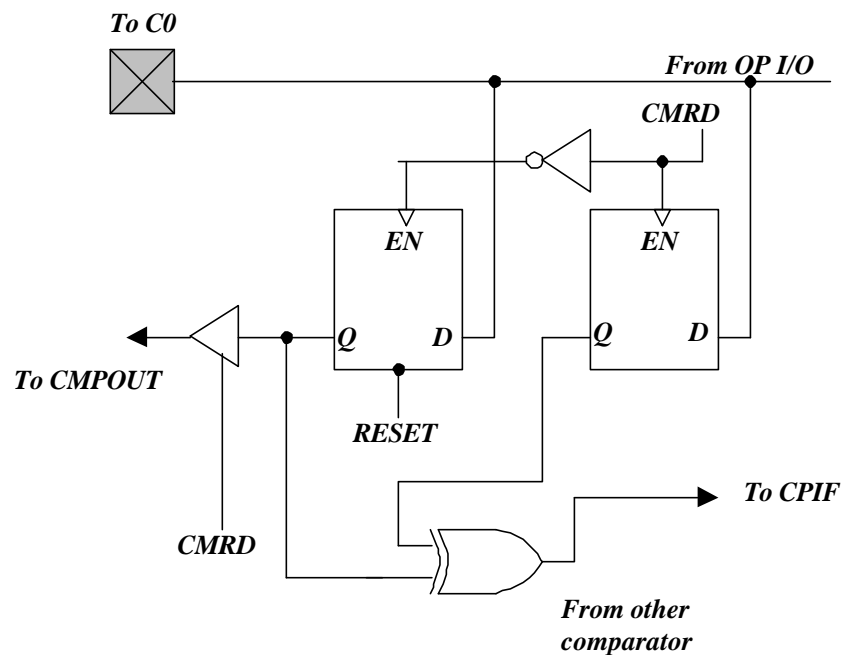 To C0
From OP I/O
CMRD
EN
EN
Q
D
Q
D
To CMPOUT
RESET
To CPIF
CMRD
From other
comparator